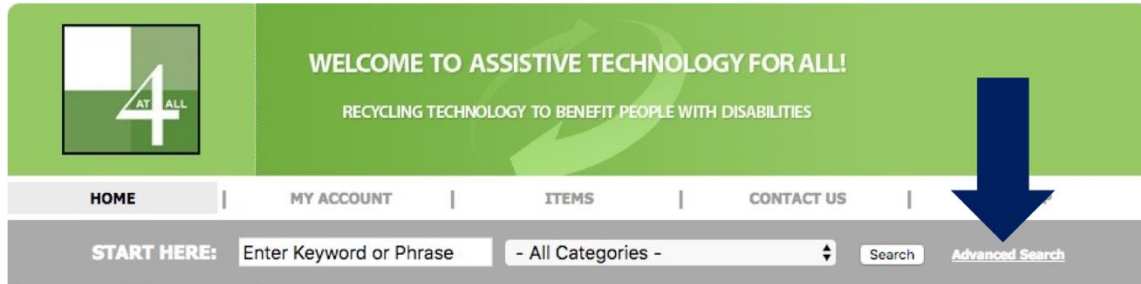 WELCOME TO ASSISTIVE TECHNOLOGY FOR ALL!
4
AT ALL
RECYCLING TECHNOLOGY TO BENEFIT PEOPLE WITH DISABILITIES
HOME | MY ACCOUNT | ITEMS | CONTACT US |
START HERE: Enter Keyword or Phrase - All Categories - Search Advanced Search